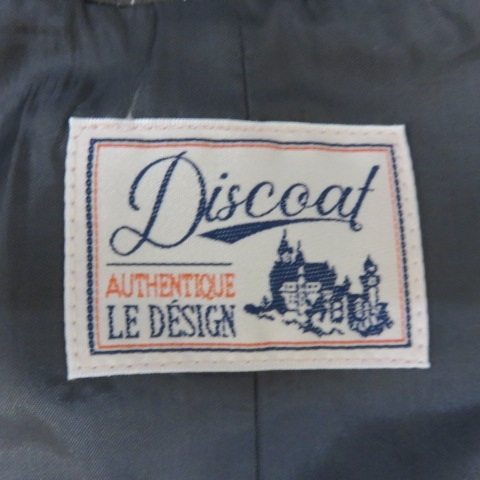 Discoat
AUTHENTIQUE
LE DÉSIGN